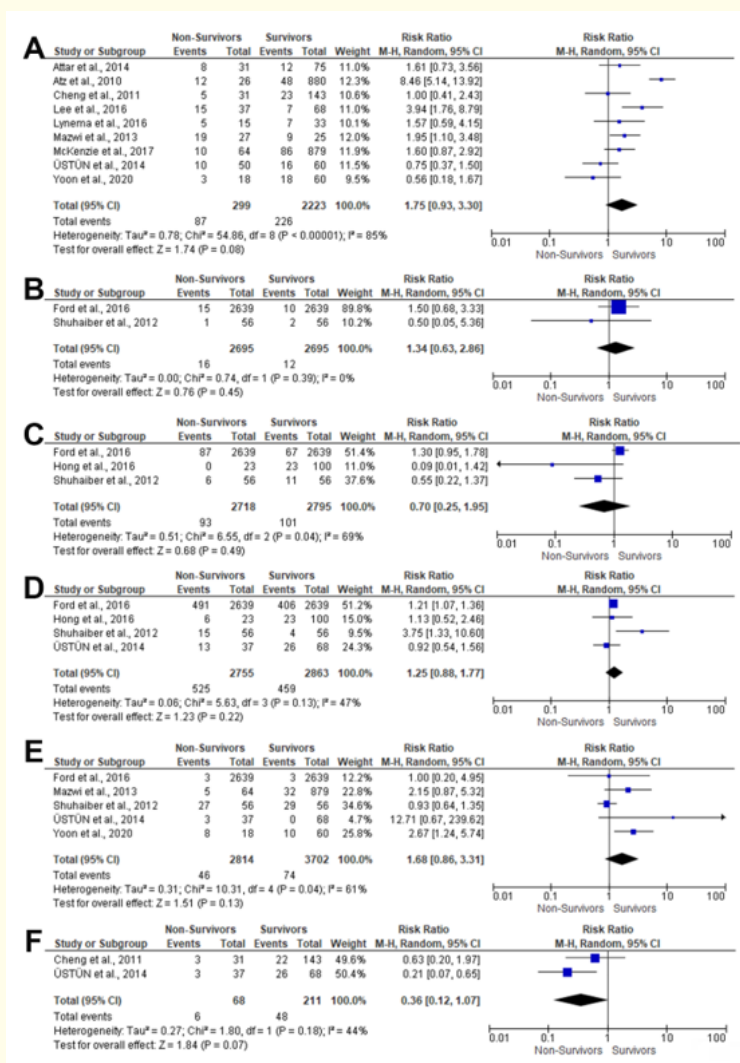 A
Non-Survivors Survivors Risk Ratio Risk Ratio
Study or Subgroup Events Total Events Total Weight M-H, Random, 95% CI M-H, Random, 95% CI
Attar et al., 2014 8 31 12 75 11.0% 1.61 [0.73, 3.56]
Atz et al., 2010 12 26 48 880 12.3% 8.46 [5.14, 13.92]
Cheng et al., 2011 5 31 23 143 10.0% 1.00 [0.41, 2.43]
Lee et al., 2016 15 37 7 68 10.4% 3.94 [1.76, 8.79]
Lynema et al., 2016 5 15 7 33 9.6% 1.57 [0.59, 4.15]
Mazwi et al., 2013 19 27 9 25 12.0% 1.95 [1.10, 3.48]
McKenzie et al., 2017 10 64 86 879 11.9% 1.60 [0.87, 2.92]
ÜSTÜN et al., 2014 10 50 16 60 11.5% 0.75 [0.37, 1.50]
Yoon et al., 2020 3 18 18 60 9.5% 0.56 [0.18, 1.67]
Total (95% CI) 299 2223 100.0% 1.75 [0.93, 3.30]
Total events 87 226
Heterogeneity: Tau² = 0.78; Chi² = 54.86, df = 8 (P < 0.00001); I² = 85%
Test for overall effect: Z = 1.74 (P = 0.08)
0.01 0.1 1 10 100
Non-Survivors Survivors
B
Non-Survivors Survivors Risk Ratio Risk Ratio
Study or Subgroup Events Total Events Total Weight M-H, Random, 95% CI M-H, Random, 95% CI
Ford et al., 2016 15 2639 10 2639 89.8% 1.50 [0.68, 3.33]
Shuhaiber et al., 2012 1 56 2 56 10.2% 0.50 [0.05, 5.36]
Total (95% CI) 2695 2695 100.0% 1.34 [0.63, 2.86]
Total events 16 12
Heterogeneity: Tau² = 0.00; Chi² = 0.74, df = 1 (P = 0.39); I² = 0%
Test for overall effect: Z = 0.76 (P = 0.45)
0.01 0.1 1 10 100
Non-Survivors Survivors
C
Non-Survivors Survivors Risk Ratio Risk Ratio
Study or Subgroup Events Total Events Total Weight M-H, Random, 95% CI M-H, Random, 95% CI
Ford et al., 2016 87 2639 67 2639 51.4% 1.30 [0.95, 1.78]
Hong et al., 2016 0 23 23 100 11.0% 0.09 [0.01, 1.42]
Shuhaiber et al., 2012 6 56 11 56 37.6% 0.55 [0.22, 1.37]
Total (95% CI) 2718 2795 100.0% 0.70 [0.25, 1.95]
Total events 93 101
Heterogeneity: Tau² = 0.51; Chi² = 6.55, df = 2 (P = 0.04); I² = 69%
Test for overall effect: Z = 0.68 (P = 0.49)
0.01 0.1 1 10 100
Non-Survivors Survivors
D
Non-Survivors Survivors Risk Ratio Risk Ratio
Study or Subgroup Events Total Events Total Weight M-H, Random, 95% CI M-H, Random, 95% CI
Ford et al., 2016 491 2639 406 2639 51.2% 1.21 [1.07, 1.36]
Hong et al., 2016 6 23 23 100 15.0% 1.13 [0.52, 2.46]
Shuhaiber et al., 2012 15 56 4 56 9.5% 3.75 [1.33, 10.60]
ÜSTÜN et al., 2014 13 37 26 68 24.3% 0.92 [0.54, 1.56]
Total (95% CI) 2755 2863 100.0% 1.25 [0.88, 1.77]
Total events 525 459
Heterogeneity: Tau² = 0.06; Chi² = 5.63, df = 3 (P = 0.13); I² = 47%
Test for overall effect: Z = 1.23 (P = 0.22)
0.01 0.1 1 10 100
Non-Survivors Survivors
E
Non-Survivors Survivors Risk Ratio Risk Ratio
Study or Subgroup Events Total Events Total Weight M-H, Random, 95% CI M-H, Random, 95% CI
Ford et al., 2016 3 2639 3 2639 12.2% 1.00 [0.20, 4.95]
Mazwi et al., 2013 5 64 32 879 22.8% 2.15 [0.87, 5.32]
Shuhaiber et al., 2012 27 56 29 56 34.6% 0.93 [0.64, 1.35]
ÜSTÜN et al., 2014 3 37 0 68 4.7% 12.71 [0.67, 239.62]
Yoon et al., 2020 8 18 10 60 25.8% 2.67 [1.24, 5.74]
Total (95% CI) 2814 3702 100.0% 1.68 [0.86, 3.31]
Total events 46 74
Heterogeneity: Tau² = 0.31; Chi² = 10.31, df = 4 (P = 0.04); I² = 61%
Test for overall effect: Z = 1.51 (P = 0.13)
0.01 0.1 1 10 100
Non-Survivors Survivors
F
Non-Survivors Survivors Risk Ratio Risk Ratio
Study or Subgroup Events Total Events Total Weight M-H, Random, 95% CI M-H, Random, 95% CI
Cheng et al., 2011 3 31 22 143 49.6% 0.63 [0.20, 1.97]
ÜSTÜN et al., 2014 3 37 26 68 50.4% 0.21 [0.07, 0.65]
Total (95% CI) 68 211 100.0% 0.36 [0.12, 1.07]
Total events 6 48
Heterogeneity: Tau² = 0.27; Chi² = 1.80, df = 1 (P = 0.18); I² = 44%
Test for overall effect: Z = 1.84 (P = 0.07)
0.01 0.1 1 10 100
Non-Survivors Survivors